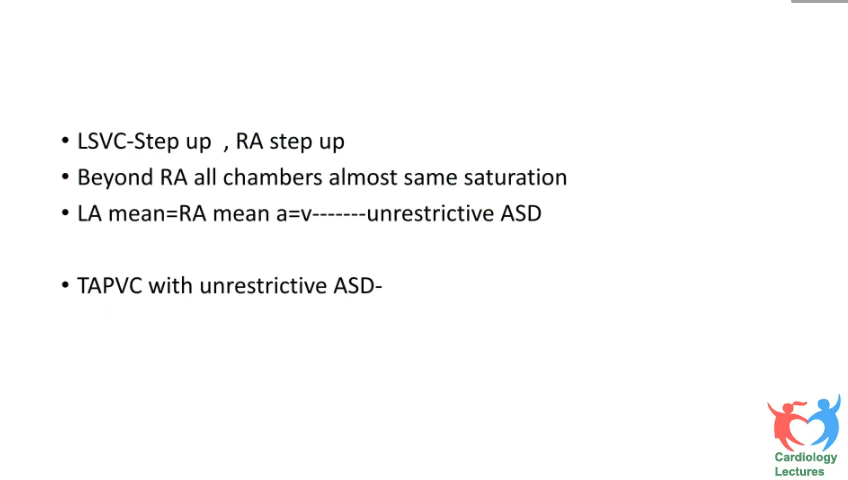 • LSVC-Step up , RA step up
• Beyond RA all chambers almost same saturation
• LA mean=RA mean a=v-------unrestrictive ASD
• TAPVC with unrestrictive ASD-
Cardiology
Lectures